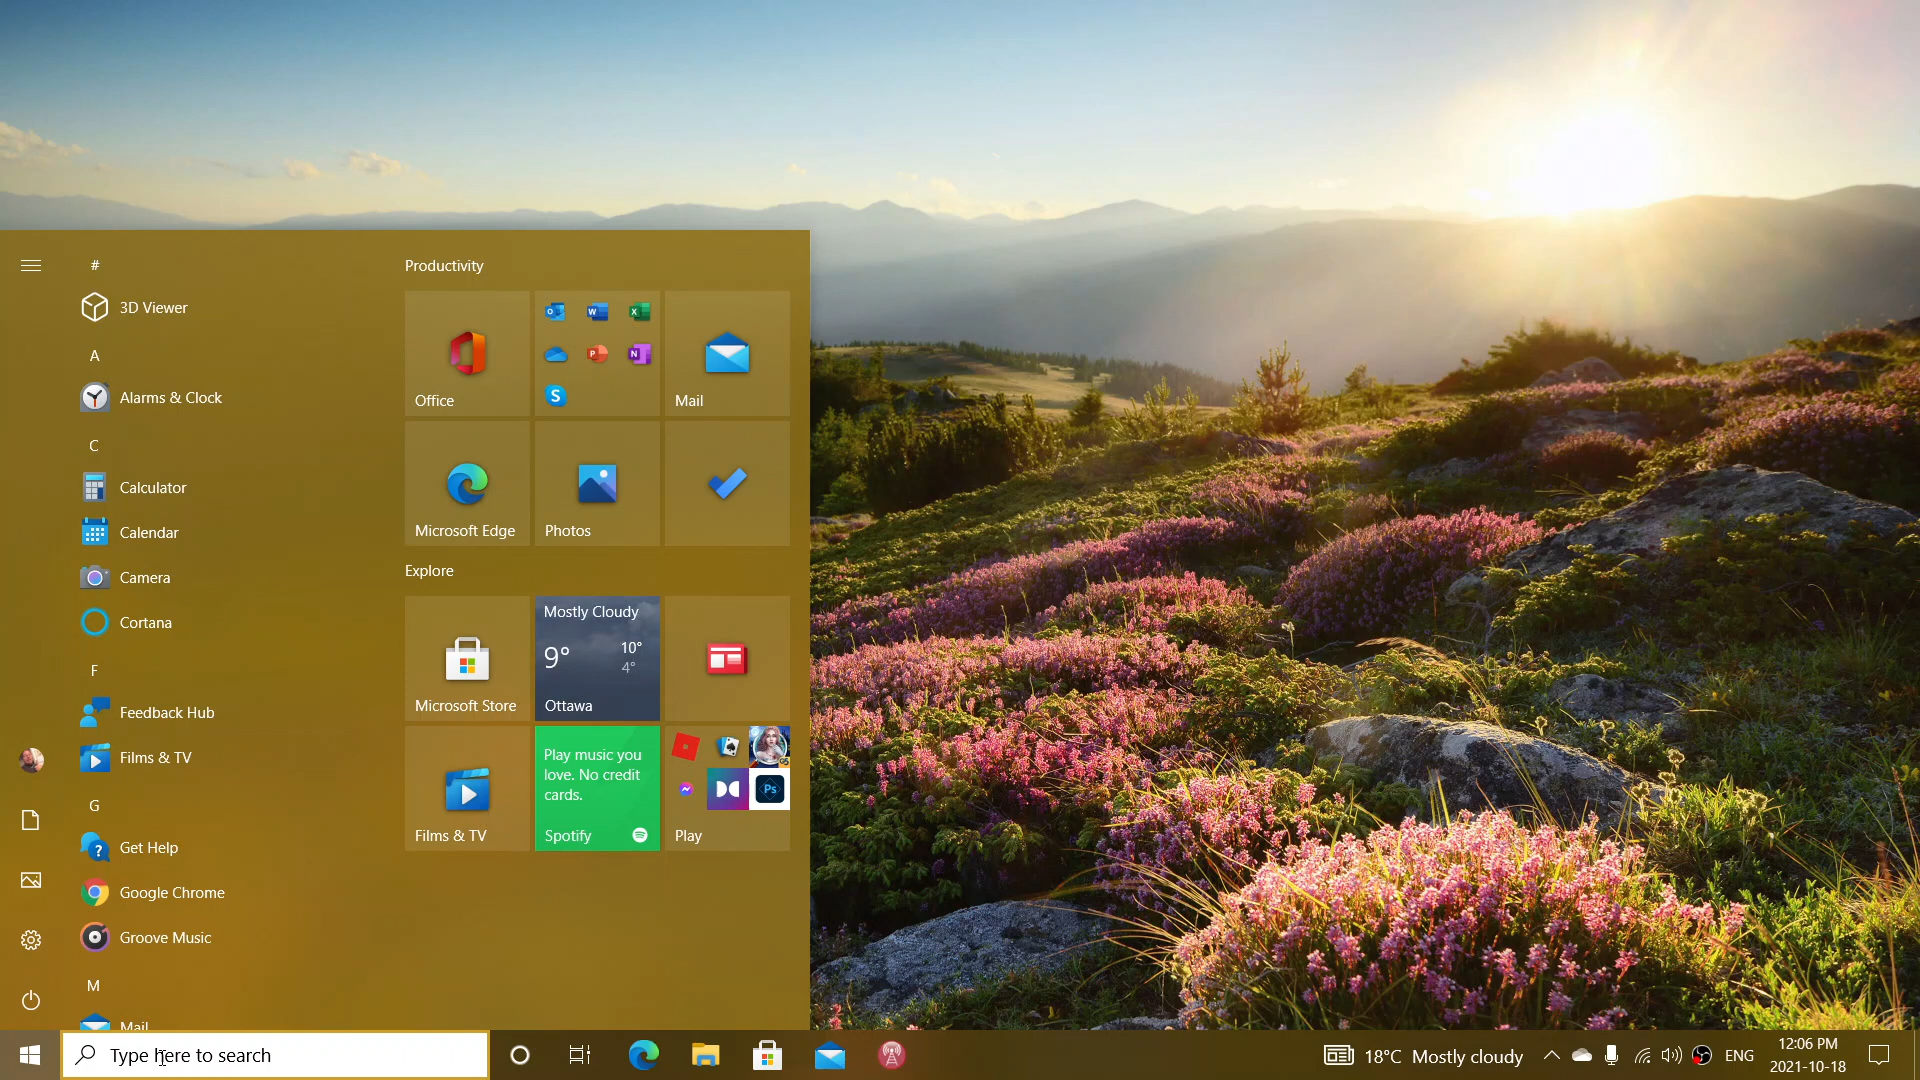 #
3D Viewer
A
Alarms & Clock
C
Calculator
Calendar
Camera
Cortana
F
Feedback Hub
Films & TV
G
Get Help
Google Chrome
Groove Music
M
Mail
Productivity
Office
Mail
Microsoft Edge
Photos
Explore
Microsoft Store
Mostly Cloudy
9°
10°
4°
Ottawa
Films & TV
Play music you
love. No credit
cards.
Spotify
Ps
Play
Type here to search
18°C Mostly cloudy
ENG
12:06 PM
2021-10-18